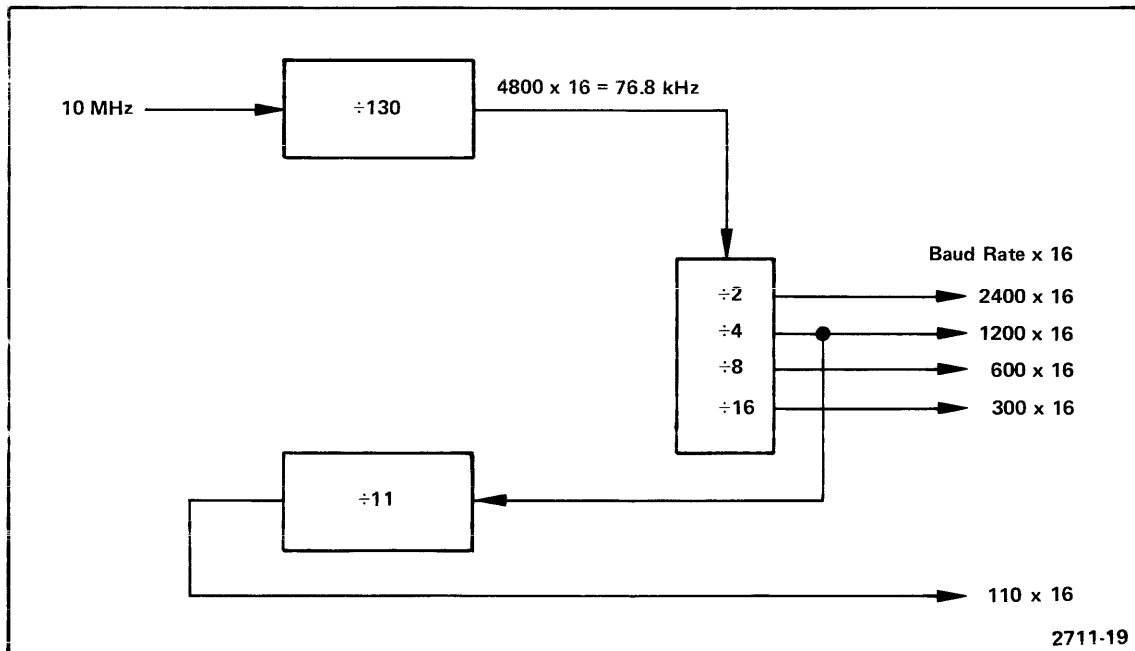 10 MHz
÷130
4800 x 16 = 76.8 kHz
Baud Rate x 16
÷2
2400 x 16
÷4
1200 x 16
÷8
600 x 16
÷16
300 x 16
÷11
110 x 16
2711-19